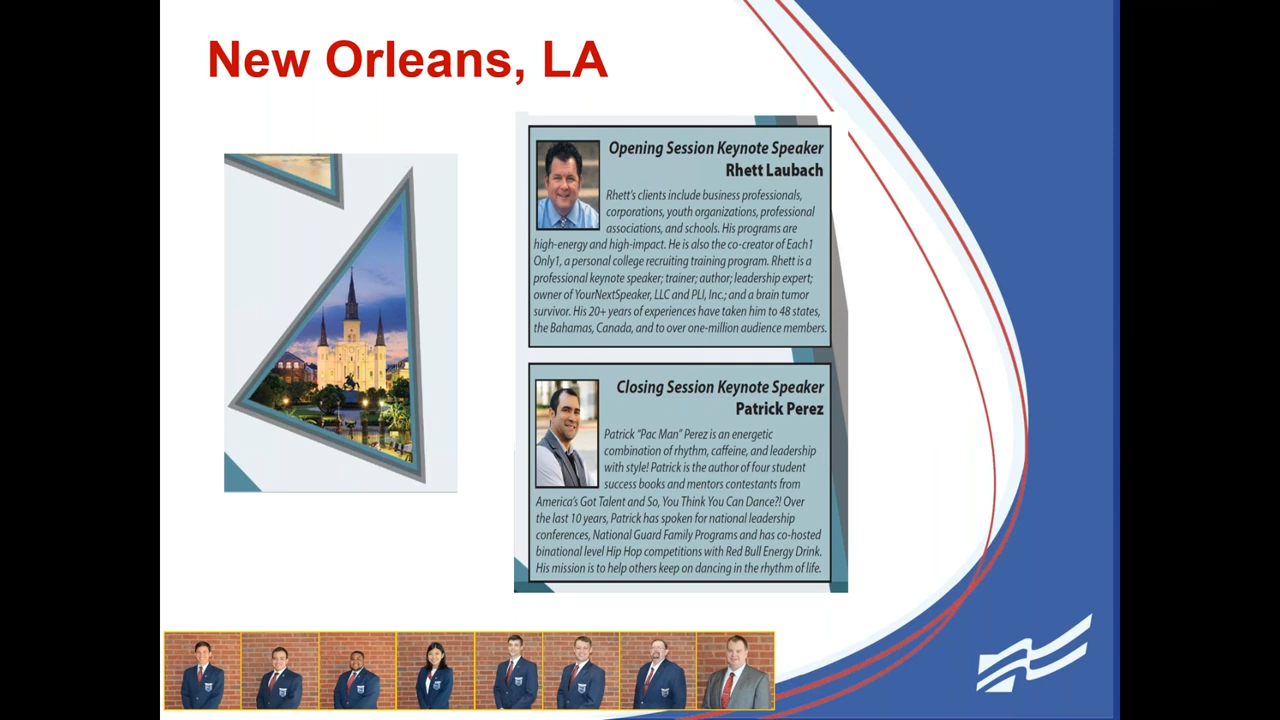 New Orleans, LA
Opening Session Keynote Speaker
Rhett Laubach
Rhett's clients include business professionals,
corporations, youth organizations, professional
associations, and schools. His programs are
high-energy and high-impact. He is also the co-creator of Each1
Only1, a personal college recruiting training program. Rhett is a
professional keynote speaker; trainer; author; leadership expert;
owner of YourNextSpeaker, LLC and PLI, Inc.; and a brain tumor
survivor. His 20+ years of experiences have taken him to 48 states,
the Bahamas, Canada, and to over one-million audience members.
Closing Session Keynote Speaker
Patrick Perez
Patrick "Pac Man" Perez is an energetic
combination of rhythm, caffeine, and leadership
with style! Patrick is the author of four student
success books and mentors contestants from
America's Got Talent and So, You Think You Can Dance?! Over
the last 10 years, Patrick has spoken for national leadership
conferences, National Guard Family Programs and has co-hosted
binational level Hip Hop competitions with Red Bull Energy Drink.
His mission is to help others keep on dancing in the rhythm of life.